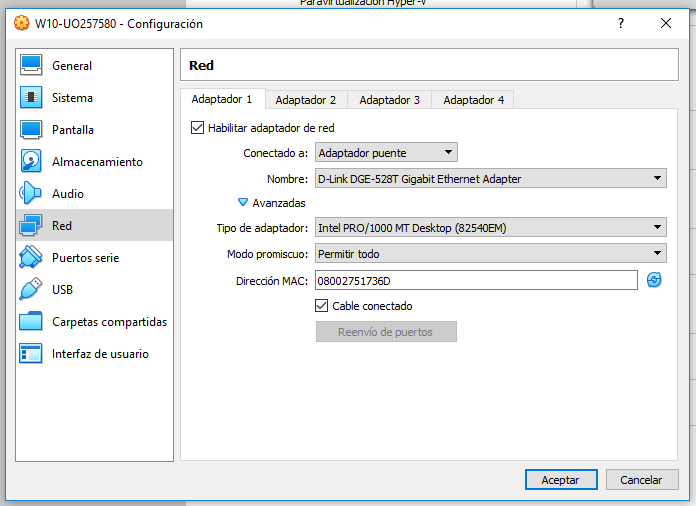 Paravirtualización Hyper-V
W10-UO257580 - Configuración
?
General
Sistema
Pantalla
Almacenamiento
Audio
Red
Puertos serie
USB
Carpetas compartidas
Interfaz de usuario
Red
Adaptador 1 Adaptador 2 Adaptador 3 Adaptador 4
Habilitar adaptador de red
Conectado a: Adaptador puente
Nombre: D-Link DGE-528T Gigabit Ethernet Adapter
Avanzadas
Tipo de adaptador: Intel PRO/1000 MT Desktop (82540EM)
Modo promiscuo: Permitir todo
Dirección MAC: 08002751736D
Cable conectado
Reenvío de puertos
Aceptar Cancelar